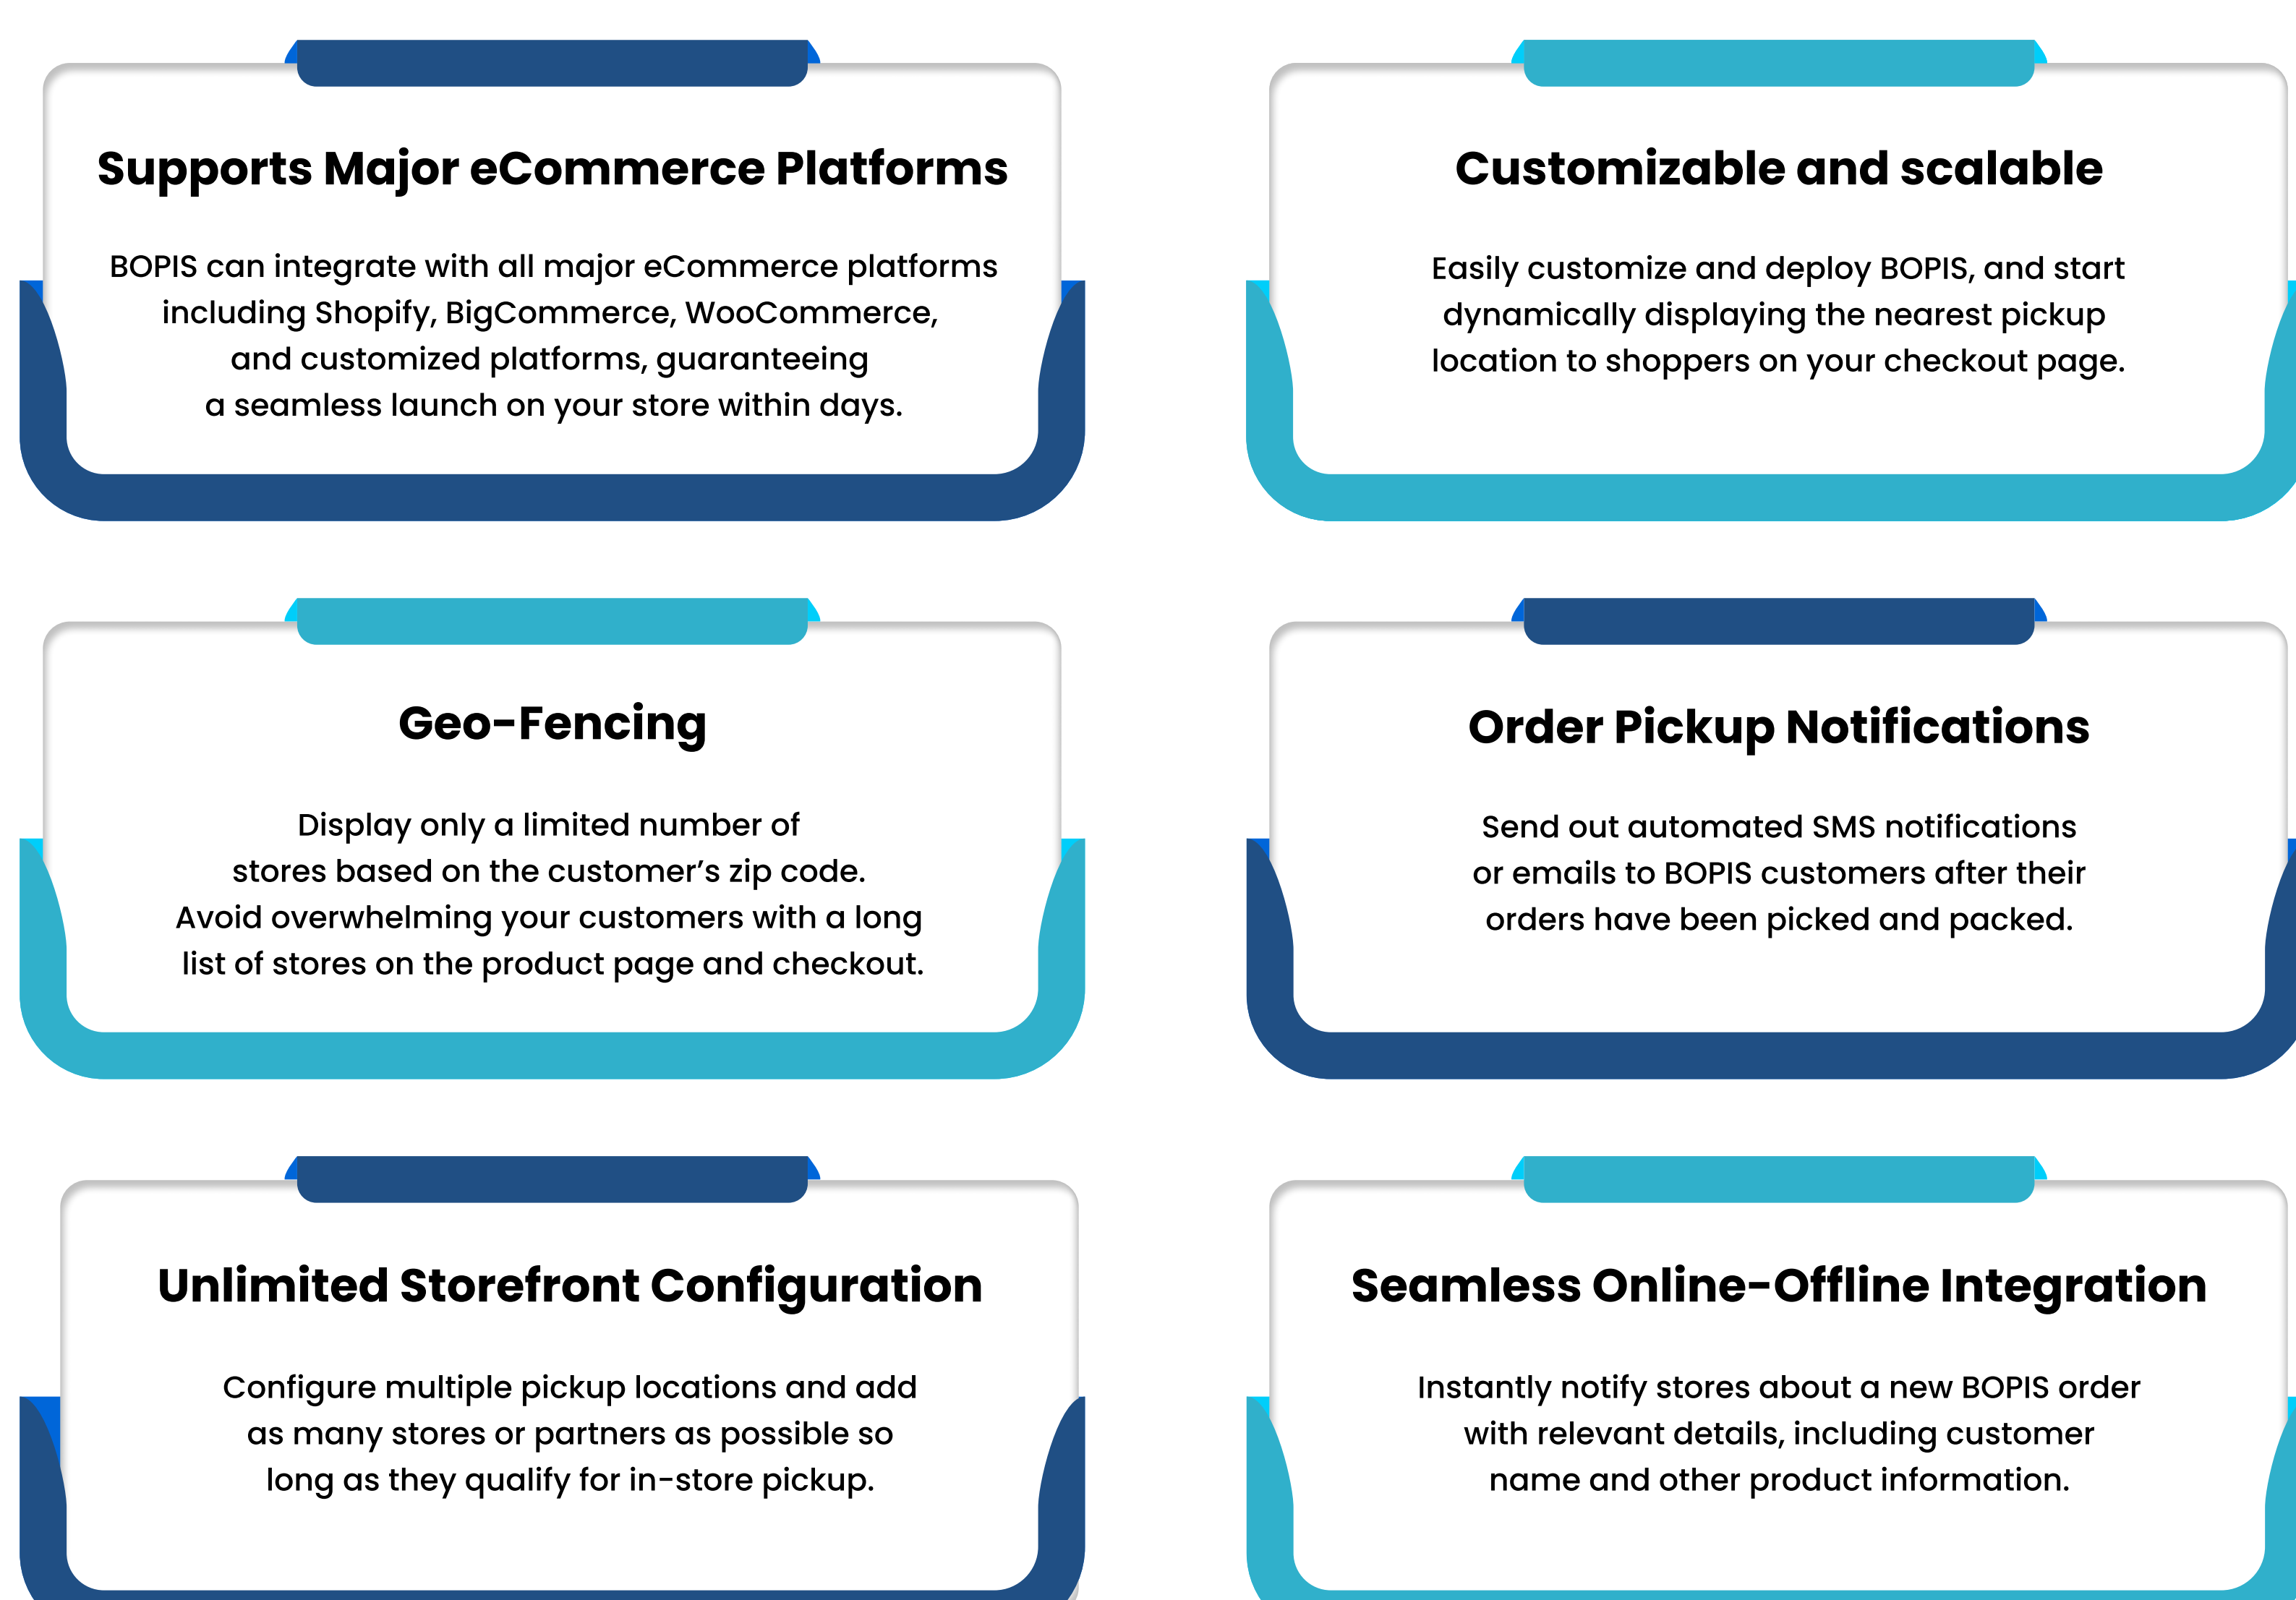 Supports Major eCommerce Platforms
BOPIS can integrate with all major eCommerce platforms
including Shopify, BigCommerce, WooCommerce,
and customized platforms, guaranteeing
a seamless launch on your store within days.
Customizable and scalable
Easily customize and deploy BOPIS, and start
dynamically displaying the nearest pickup
location to shoppers on your checkout page.
Geo-Fencing
Display only a limited number of
stores based on the customer’s zip code.
Avoid overwhelming your customers with a long
list of stores on the product page and checkout.
Order Pickup Notifications
Send out automated SMS notifications
or emails to BOPIS customers after their
orders have been picked and packed.
Unlimited Storefront Configuration
Configure multiple pickup locations and add
as many stores or partners as possible so
long as they qualify for in-store pickup.
Seamless Online-Offline Integration
Instantly notify stores about a new BOPIS order
with relevant details, including customer
name and other product information.